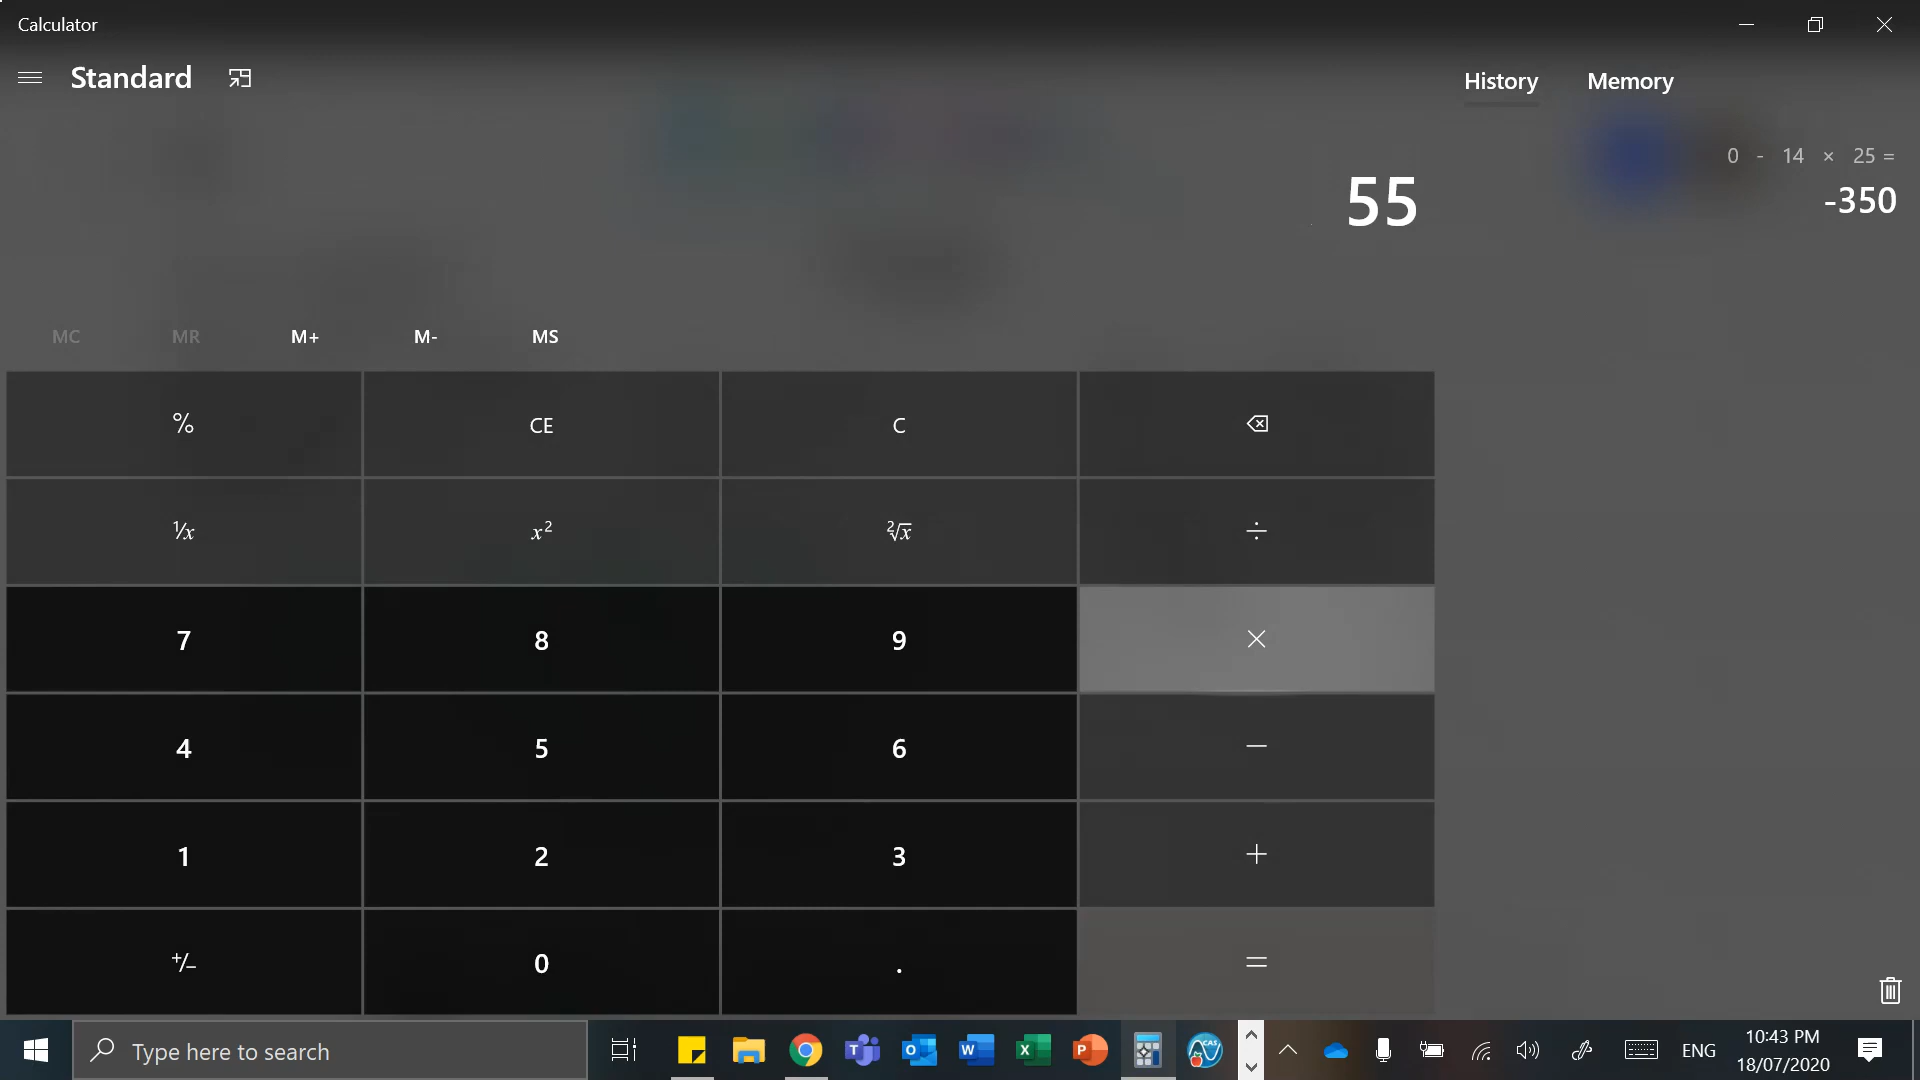 Calculator
Standard
History Memory
0 - 14 × 25 =
-350
55
MC MR M+ M- MS
% CE C
⅟x x² ²√x ÷
7 8 9 ×
4 5 6 −
1 2 3 +
+/− 0 . =
Type here to search
ENG
10:43 PM
18/07/2020